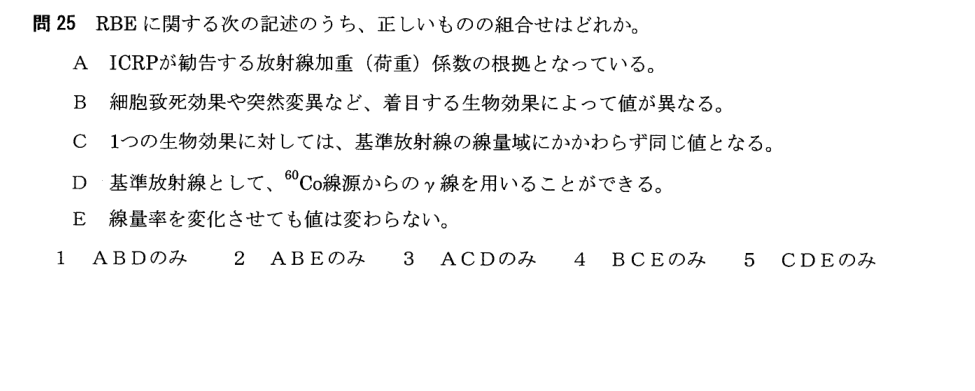 問25 RBE に関する次の記述のうち、正しいものの組合せはどれか。
A ICRPが勧告する放射線加重（荷重）係数の根拠となっている。
B 細胞致死効果や突然変異など、着目する生物効果によって値が異なる。
C 1つの生物効果に対しては、基準放射線の線量域にかかわらず同じ値となる。
D 基準放射線として、⁶⁰Co線源からのγ線を用いることができる。
E 線量率を変化させても値は変わらない。
1 ABDのみ 2 ABEのみ 3 ACDのみ 4 BCEのみ 5 CDEのみ